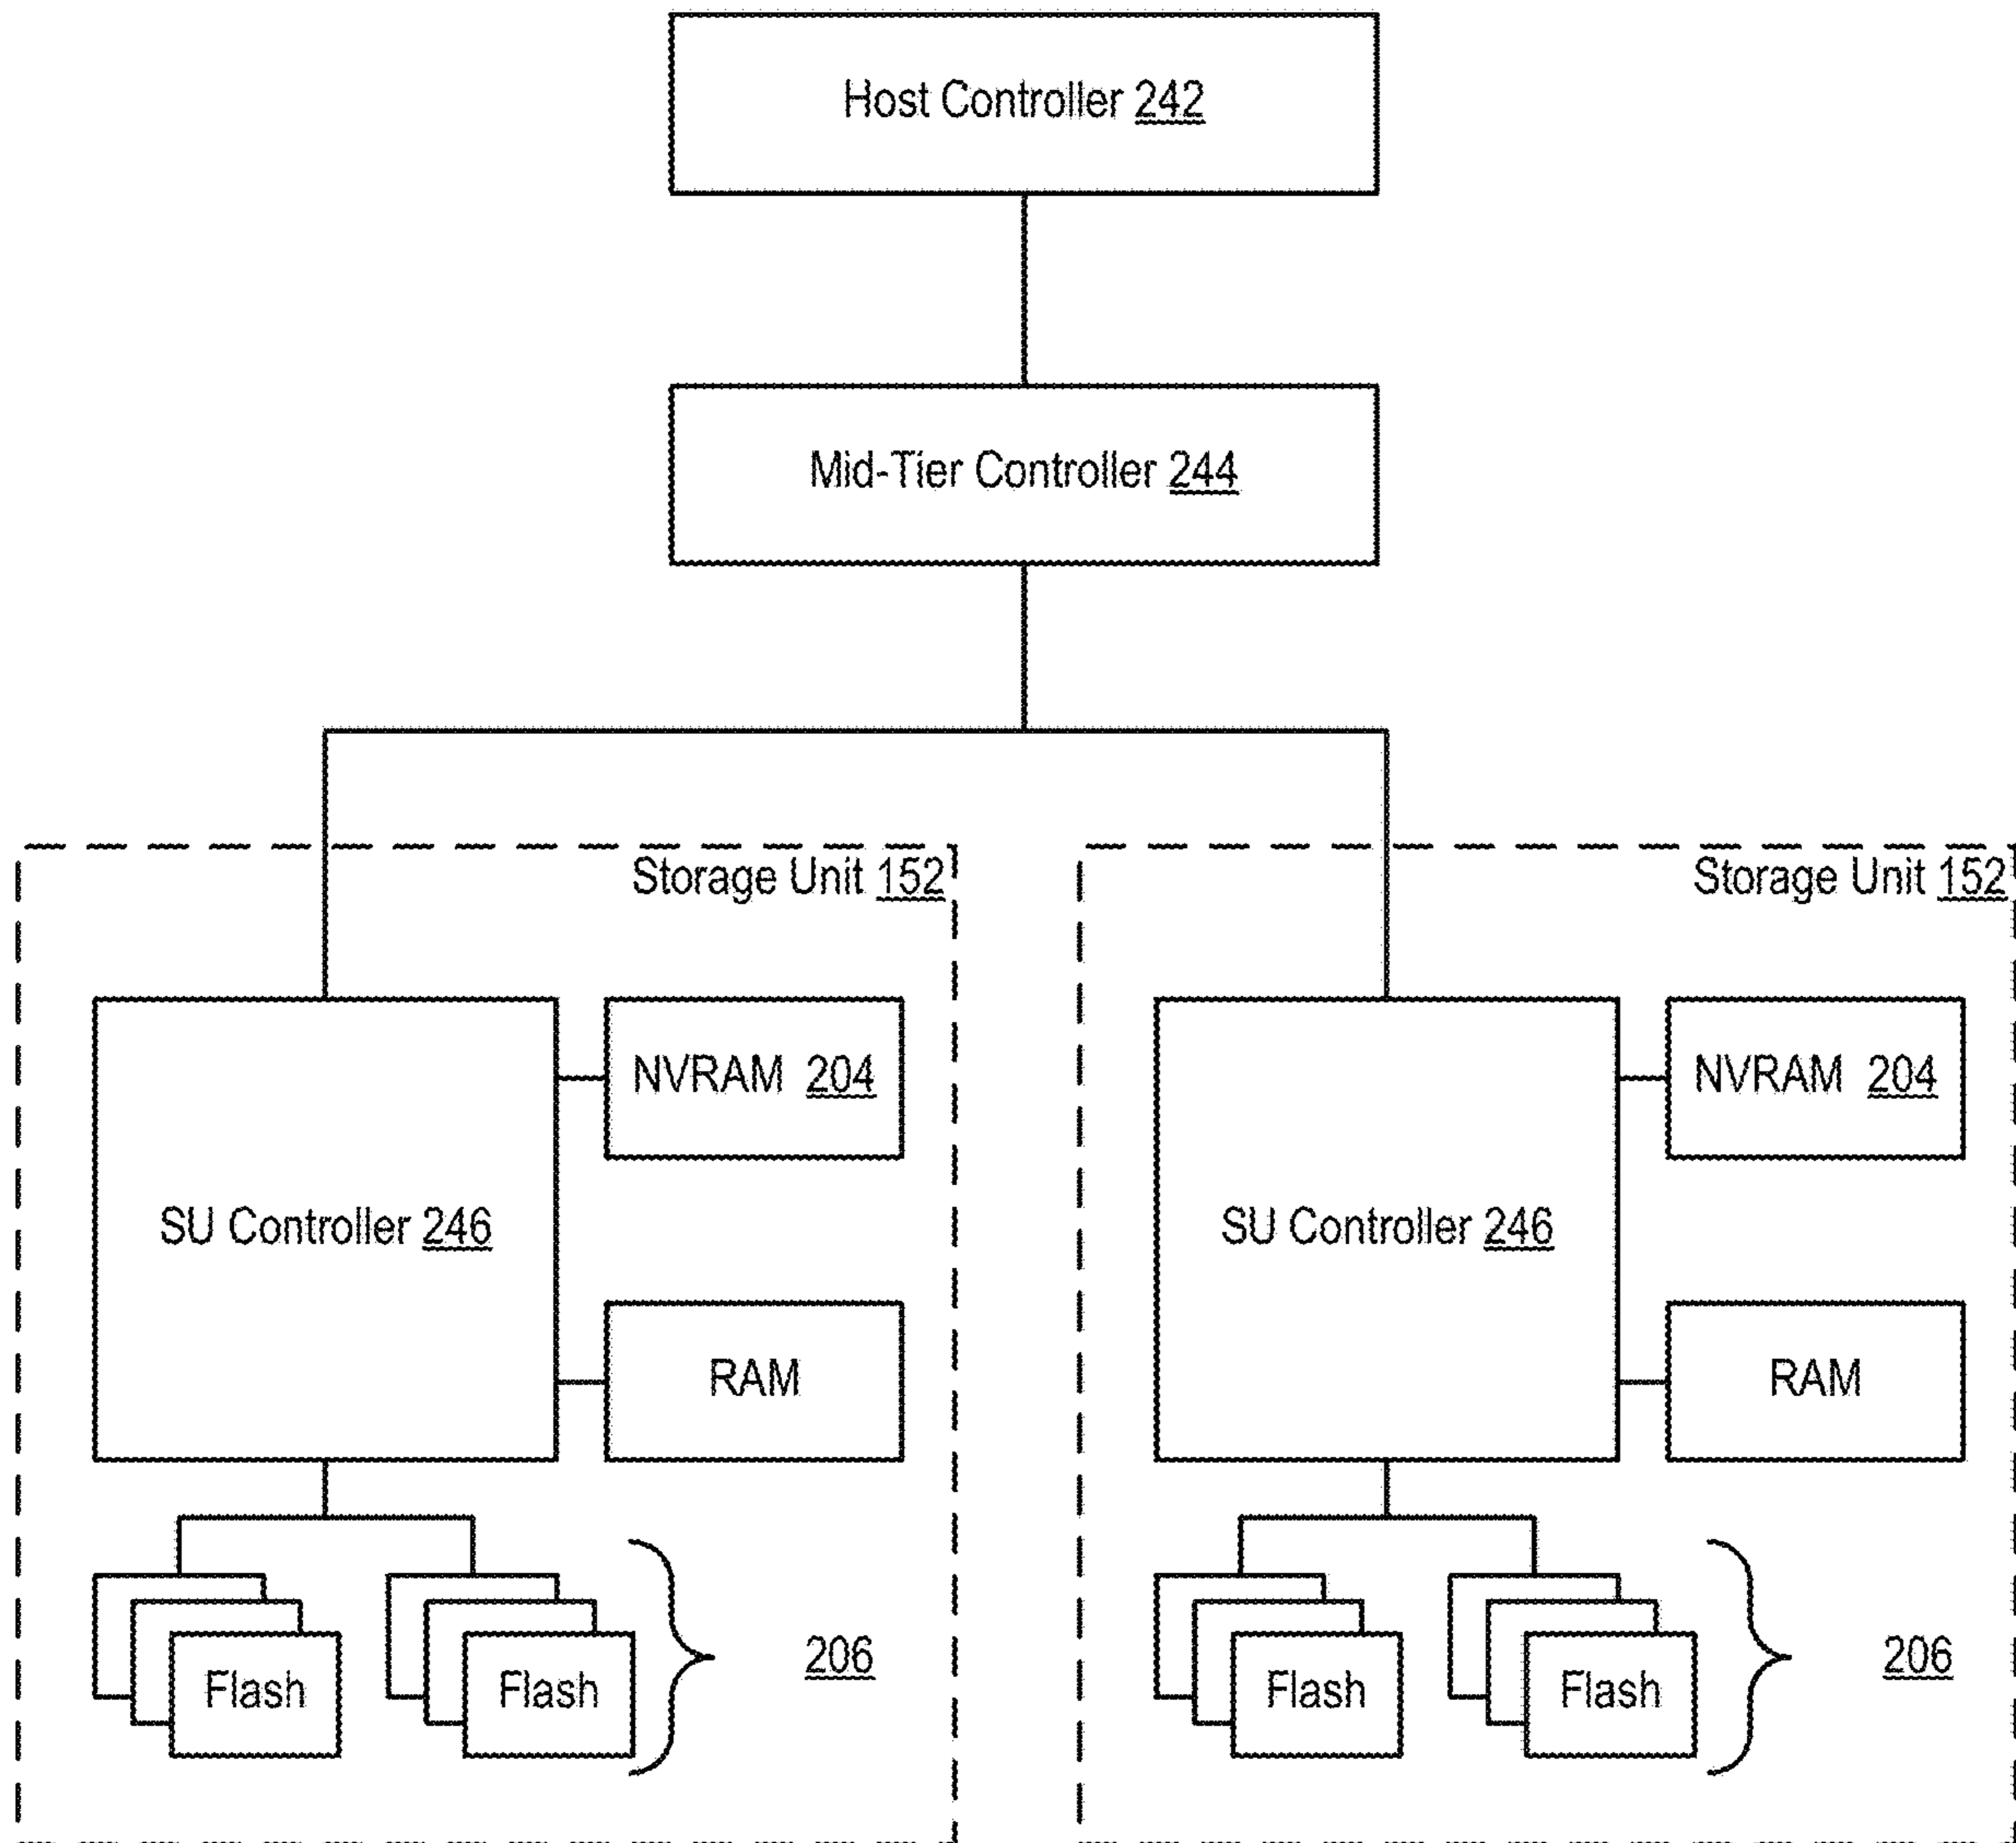 Host Controller 242
Mid-Tier Controller 244
Storage Unit 152
Storage Unit 152
NVRAM 204
NVRAM 204
SU Controller 246
SU Controller 246
RAM
RAM
Flash
Flash
206
Flash
Flash
206